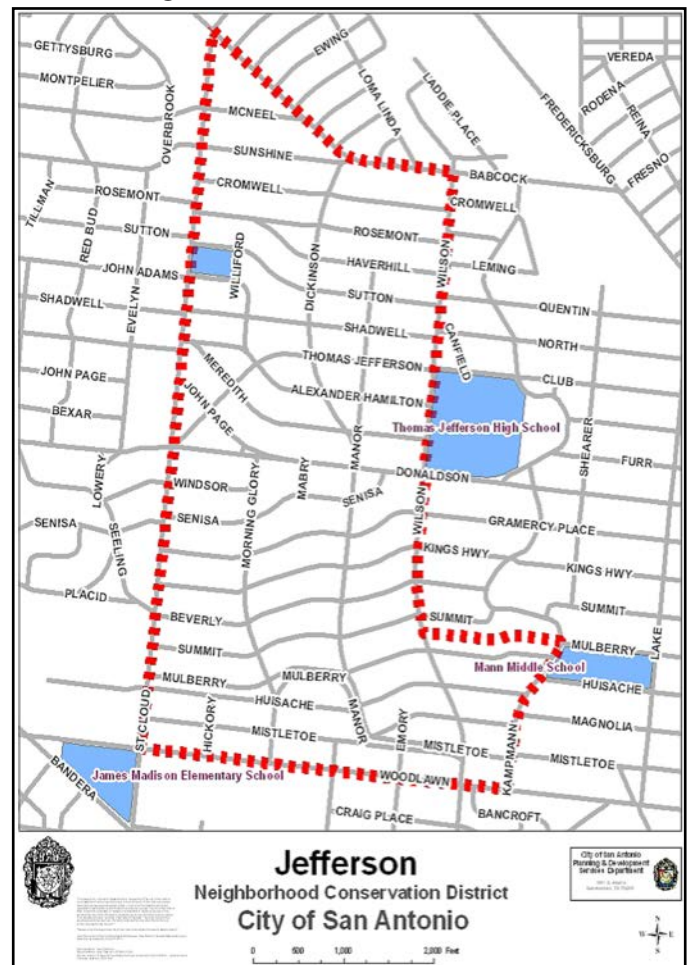 EWING
GETTYSBURG
VEREDA
MONTPELIER
LOMA LINDA
LADDIE PLACE
RODENA
OVERBROOK
FREDERICKSBURG
REINA
MCNEEL
SUNSHINE
FRESNO
BABCOCK
CROMWELL
TILLMAN
ROSEMONT
CROMWELL
RED BUD
SUTTON
ROSEMONT
WILLIFORD
DICKINSON
HAVERHILL
WILSON
LEMING
JOHN ADAMS
EVELYN
SUTTON
SHADWELL
QUENTIN
SHADWELL
CANFIELD
NORTH
THOMAS JEFFERSON
MEREDITH
CLUB
JOHN PAGE
JOHN PAGE
ALEXANDER HAMILTON
BEXAR
Thomas Jefferson High School
MANOR
SHEARER
FURR
LOWERY
WINDSOR
MABRY
DONALDSON
SENISA
MORNING GLORY
SENISA
SENISA
WILSON
GRAMERCY PLACE
SEELING
KINGS HWY
KINGS HWY
PLACID
BEVERLY
SUMMIT
SUMMIT
SUMMIT
MULBERRY
LAKE
MULBERRY
MULBERRY
Mann Middle School
HUISACHE
HUISACHE
ST CLOUD
HICKORY
MANOR
EMORY
MAGNOLIA
MISTLETOE
MISTLETOE
KAMPMANN
MISTLETOE
BANDERA
James Madison Elementary School
WOODLAWN
CRAIG PLACE
BANCROFT
Jefferson
Neighborhood Conservation District
City of San Antonio
City of San Antonio
Planning & Development
Services Department
0 500 1,000 2,000 Feet
W E